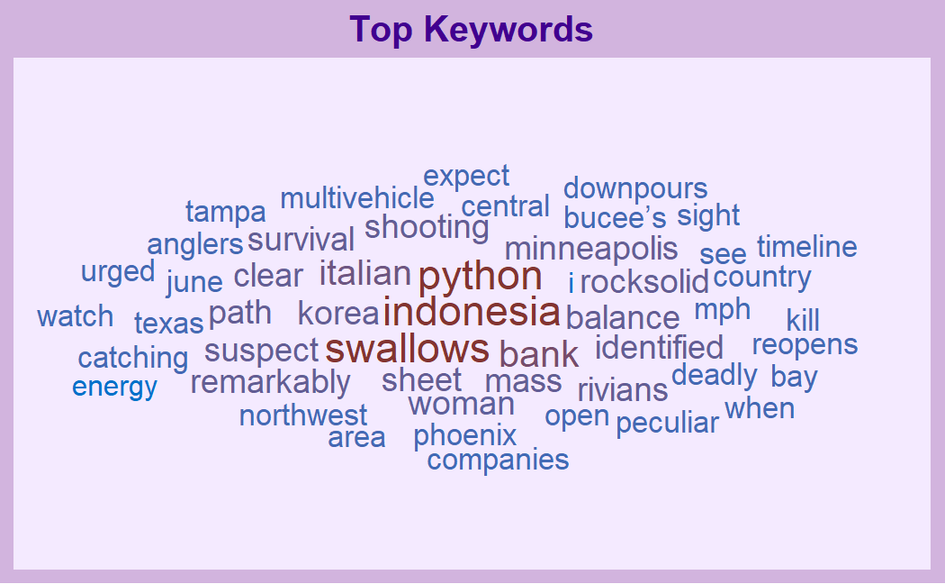 Top Keywords
expect
downpours
multivehicle
central
tampa
bucee’s sight
shooting
anglers survival
minneapolis see timeline
urged june clear italian python i rocksolid country
watch texas path korea indonesia balance mph kill
catching suspect swallows bank identified reopens
energy remarkably sheet mass rivians deadly bay
northwest woman open peculiar when
area phoenix
companies